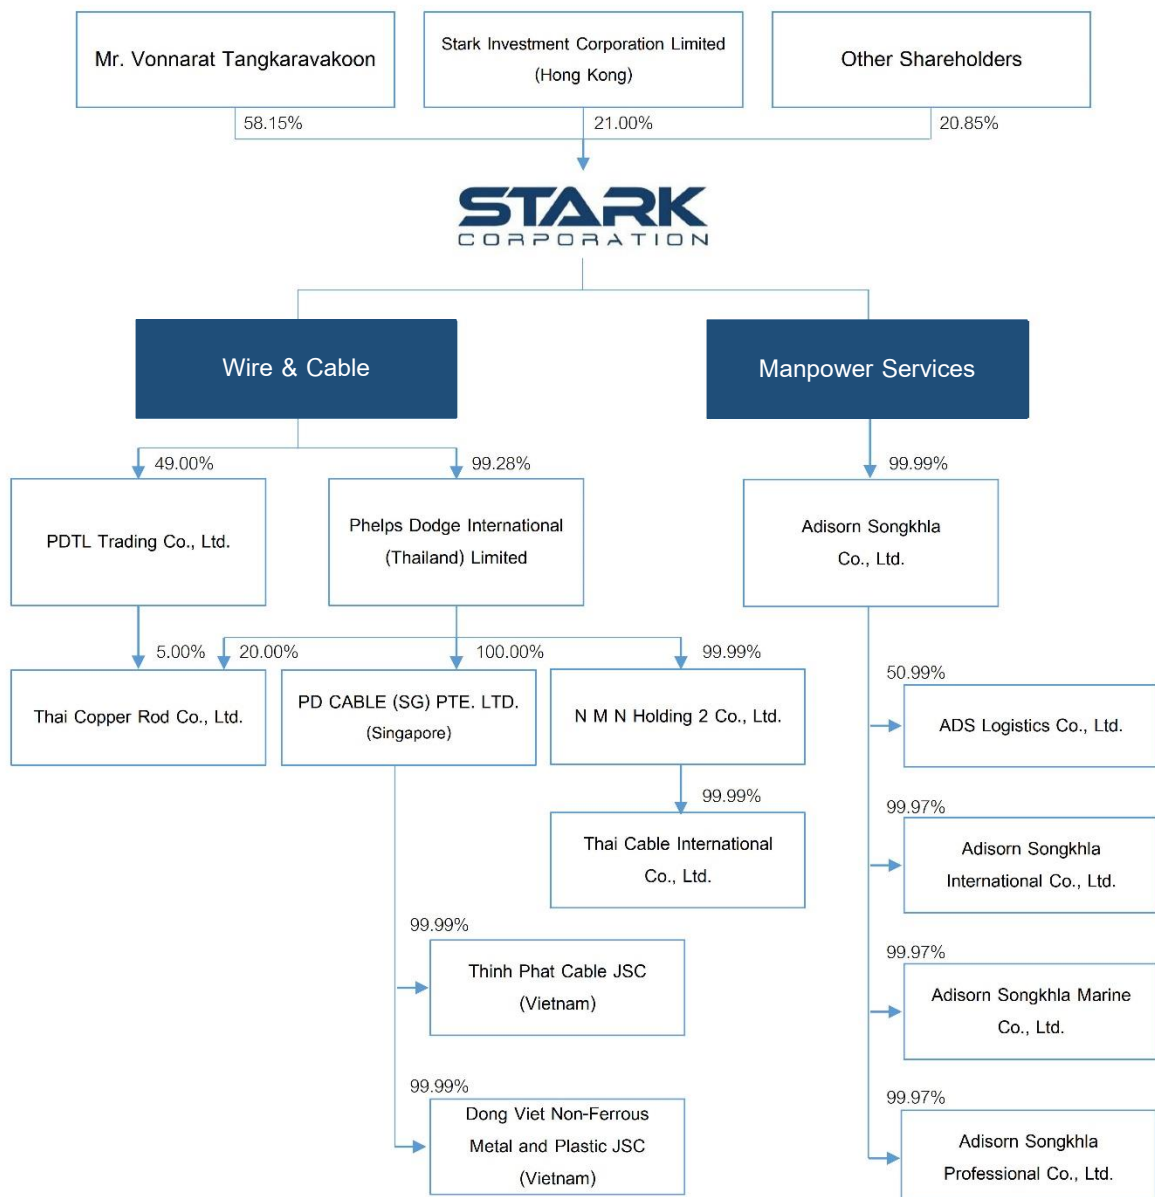 Mr. Vonnarat Tangkaravakoon
Stark Investment Corporation Limited
(Hong Kong)
Other Shareholders
58.15%
21.00%
20.85%
STARK
CORPORATION
Wire & Cable
Manpower Services
49.00%
99.28%
99.99%
PDTL Trading Co., Ltd.
Phelps Dodge International
(Thailand) Limited
Adisorn Songkhla
Co., Ltd.
5.00%
20.00%
100.00%
99.99%
Thai Copper Rod Co., Ltd.
PD CABLE (SG) PTE. LTD.
(Singapore)
N M N Holding 2 Co., Ltd.
50.99%
ADS Logistics Co., Ltd.
99.99%
Thai Cable International
Co., Ltd.
99.97%
Adisorn Songkhla
International Co., Ltd.
99.99%
Thinh Phat Cable JSC
(Vietnam)
99.97%
Adisorn Songkhla Marine
Co., Ltd.
99.99%
Dong Viet Non-Ferrous
Metal and Plastic JSC
(Vietnam)
99.97%
Adisorn Songkhla
Professional Co., Ltd.